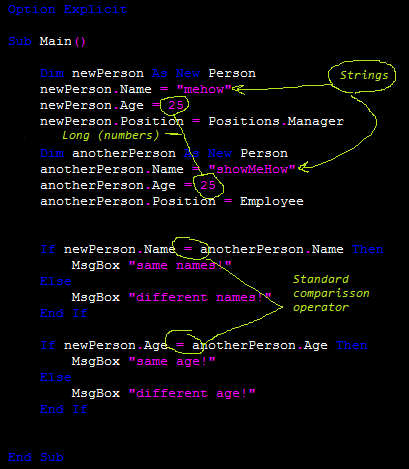 Option Explicit
Sub Main()
Dim newPerson As New Person
newPerson.Name = "mehow"
Strings
newPerson.Age = 25
newPerson.Position = Positions.Manager
Long (numbers)
Dim anotherPerson As New Person
anotherPerson.Name = "showMeHow"
anotherPerson.Age = 25
anotherPerson.Position = Employee
If newPerson.Name = anotherPerson.Name Then
MsgBox "same names!"
Else
MsgBox "different names!"
End If
Standard
comparisson
operator
If newPerson.Age = anotherPerson.Age Then
MsgBox "same age!"
Else
MsgBox "different age!"
End If
End Sub